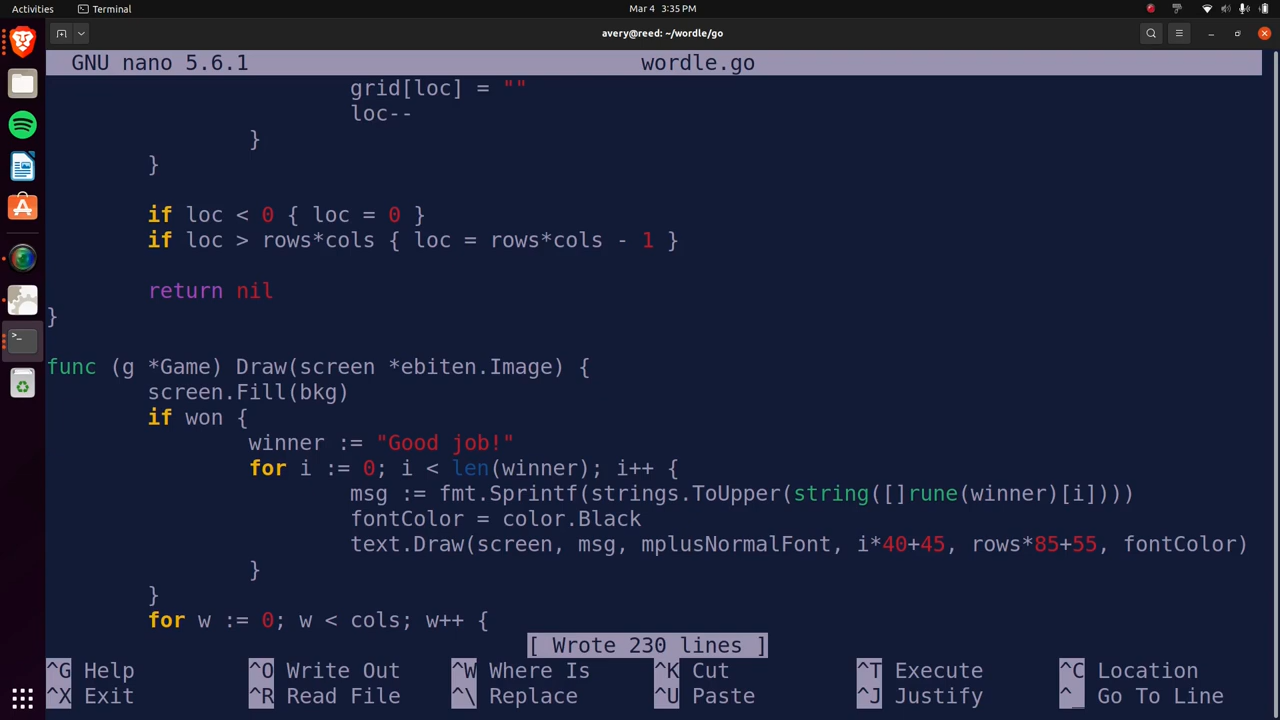 Activities Terminal Mar 4 3:35 PM
avery@reed: ~/wordle/go
GNU nano 5.6.1 wordle.go
grid[loc] = ""
loc--
}
}
if loc < 0 { loc = 0 }
if loc > rows*cols { loc = rows*cols - 1 }
return nil
}
func (g *Game) Draw(screen *ebiten.Image) {
screen.Fill(bkg)
if won {
winner := "Good job!"
for i := 0; i < len(winner); i++ {
msg := fmt.Sprintf(strings.ToUpper(string([]rune(winner)[i])))
fontColor = color.Black
text.Draw(screen, msg, mplusNormalFont, i*40+45, rows*85+55, fontColor)
}
}
for w := 0; w < cols; w++ {
[ Wrote 230 lines ]
^G Help ^O Write Out ^W Where Is ^K Cut ^T Execute ^C Location
^X Exit ^R Read File ^\ Replace ^U Paste ^J Justify ^_ Go To Line